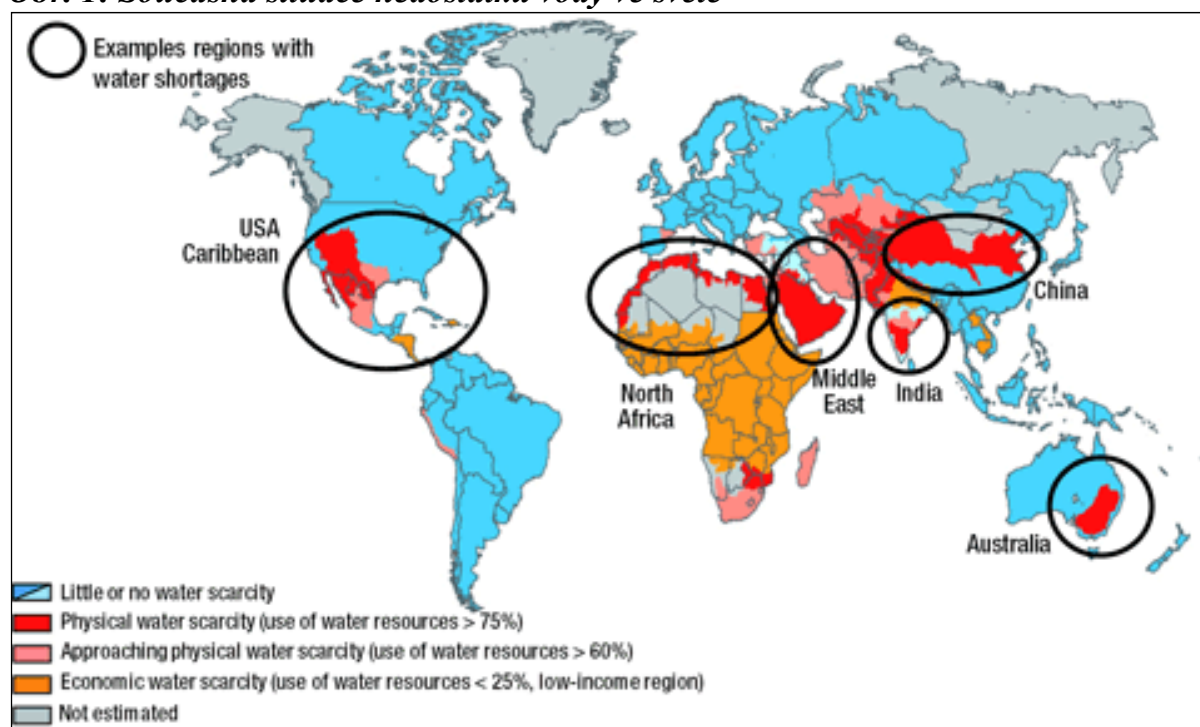 Examples regions with
water shortages
USA
Caribbean
North
Africa
Middle
East
India
China
Australia
Little or no water scarcity
Physical water scarcity (use of water resources > 75%)
Approaching physical water scarcity (use of water resources > 60%)
Economic water scarcity (use of water resources < 25%, low-income region)
Not estimated